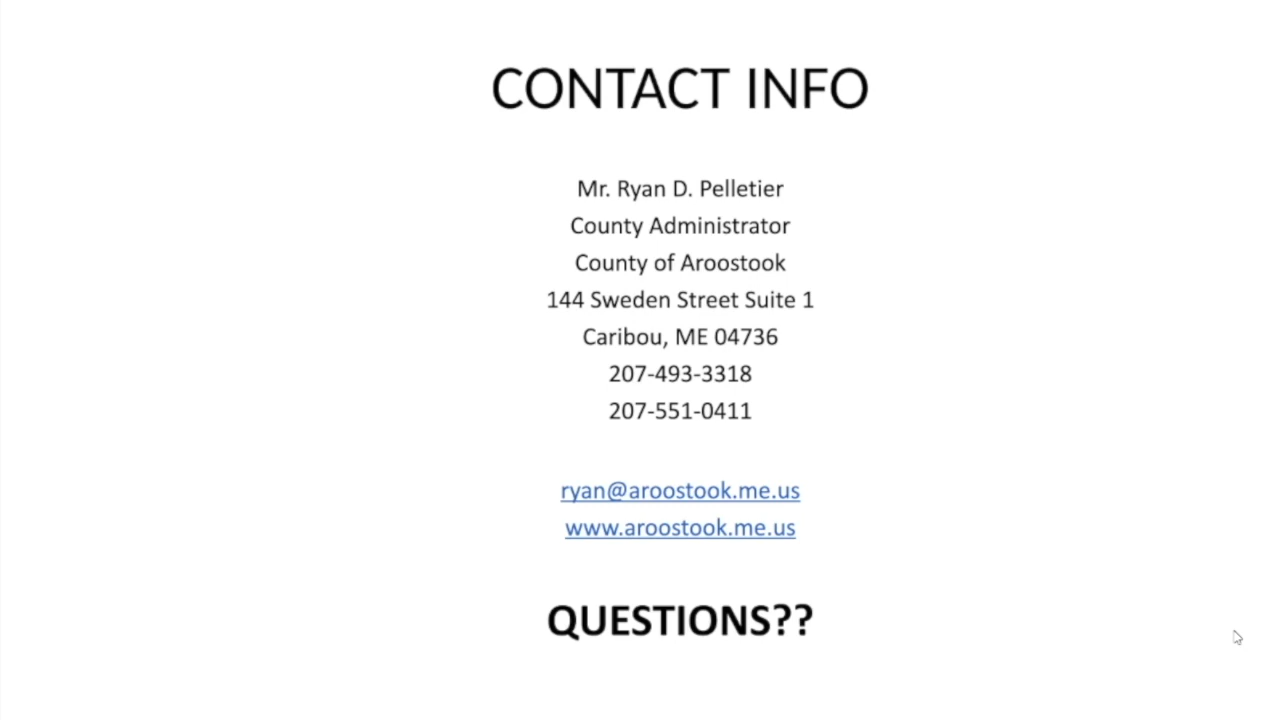 CONTACT INFO
Mr. Ryan D. Pelletier
County Administrator
County of Aroostook
144 Sweden Street Suite 1
Caribou, ME 04736
207-493-3318
207-551-0411
ryan@aroostook.me.us
www.aroostook.me.us
QUESTIONS??